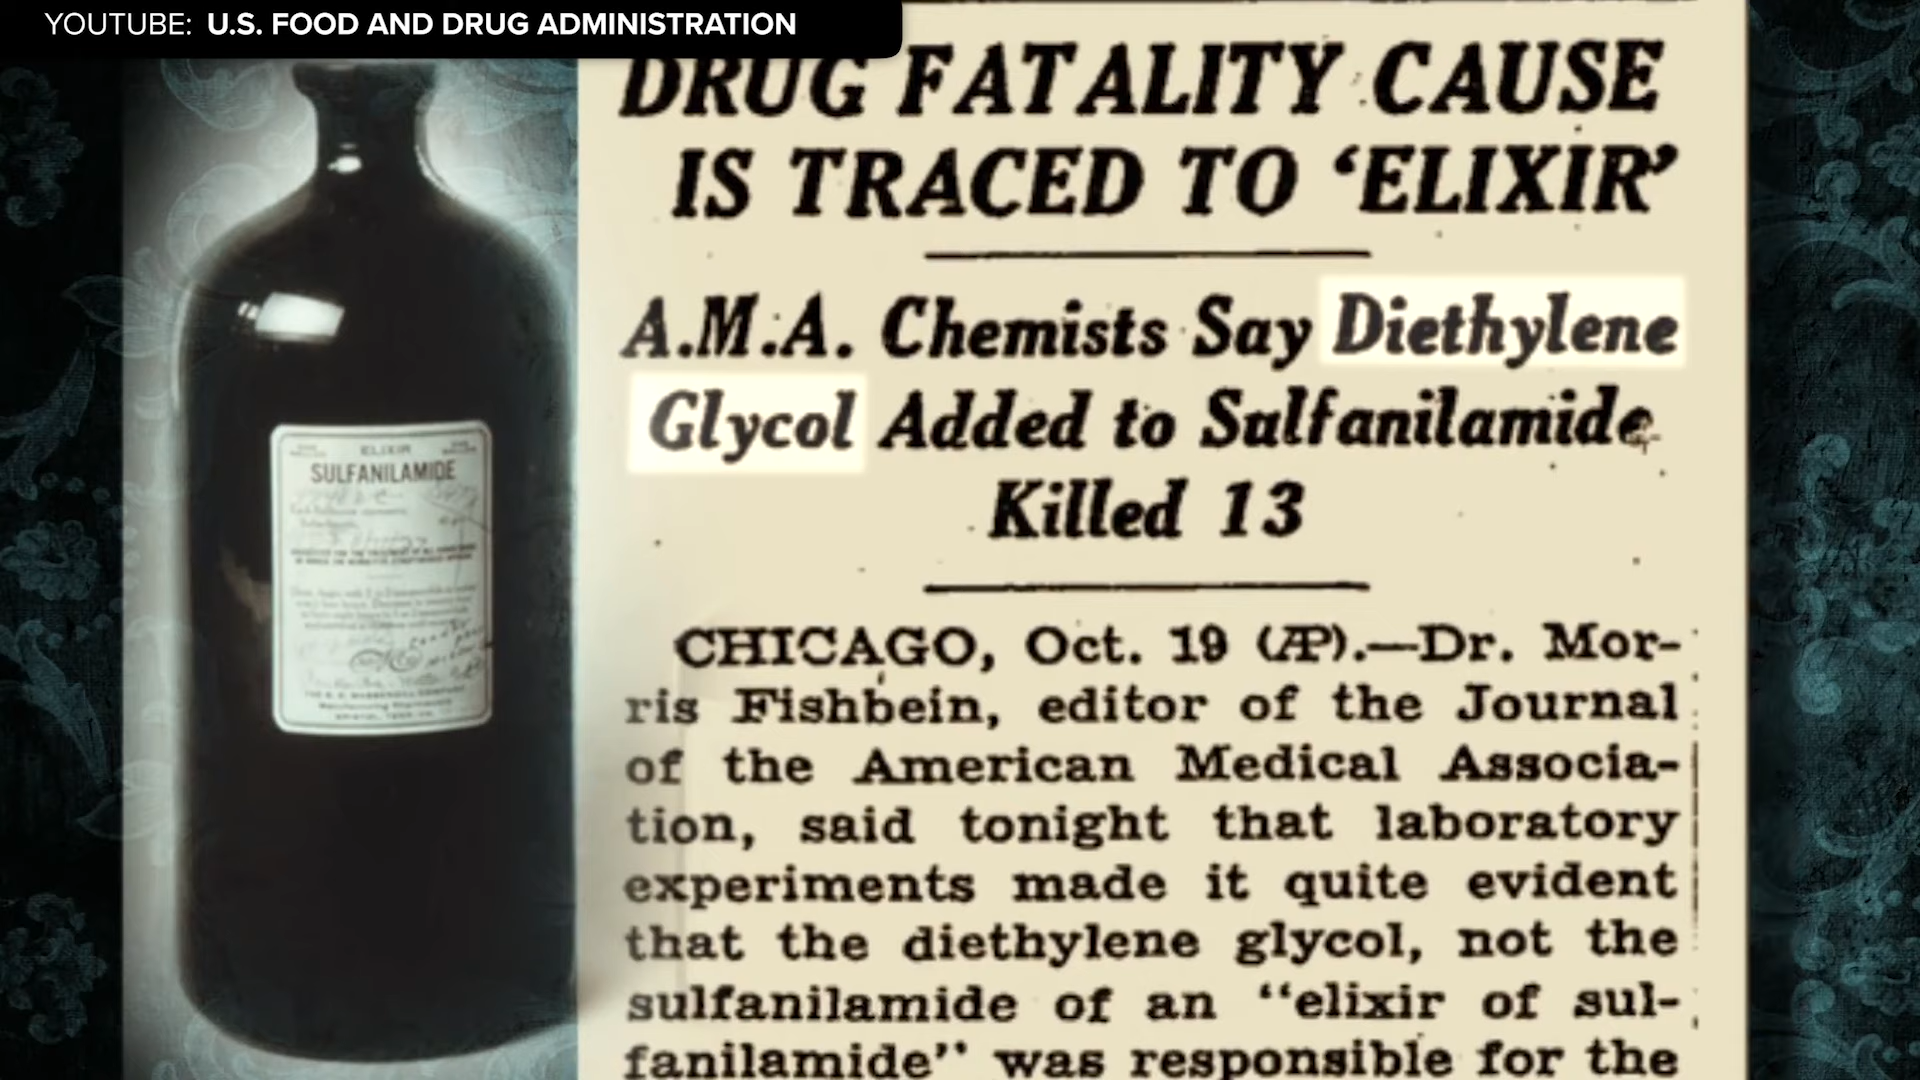 YOUTUBE: U.S. FOOD AND DRUG ADMINISTRATION
DRUG FATALITY CAUSE
IS TRACED TO ‘ELIXIR’
A.M.A. Chemists Say Diethylene
Glycol Added to Sulfanilamide
Killed 13
CHICAGO, Oct. 19 (AP).—Dr. Mor-
ris Fishbein, editor of the Journal
of the American Medical Associa-
tion, said tonight that laboratory
experiments made it quite evident
that the diethylene glycol, not the
sulfanilamide of an “elixir of sul-
fanilamide” was responsible for the
ELIXIR
SULFANILAMIDE